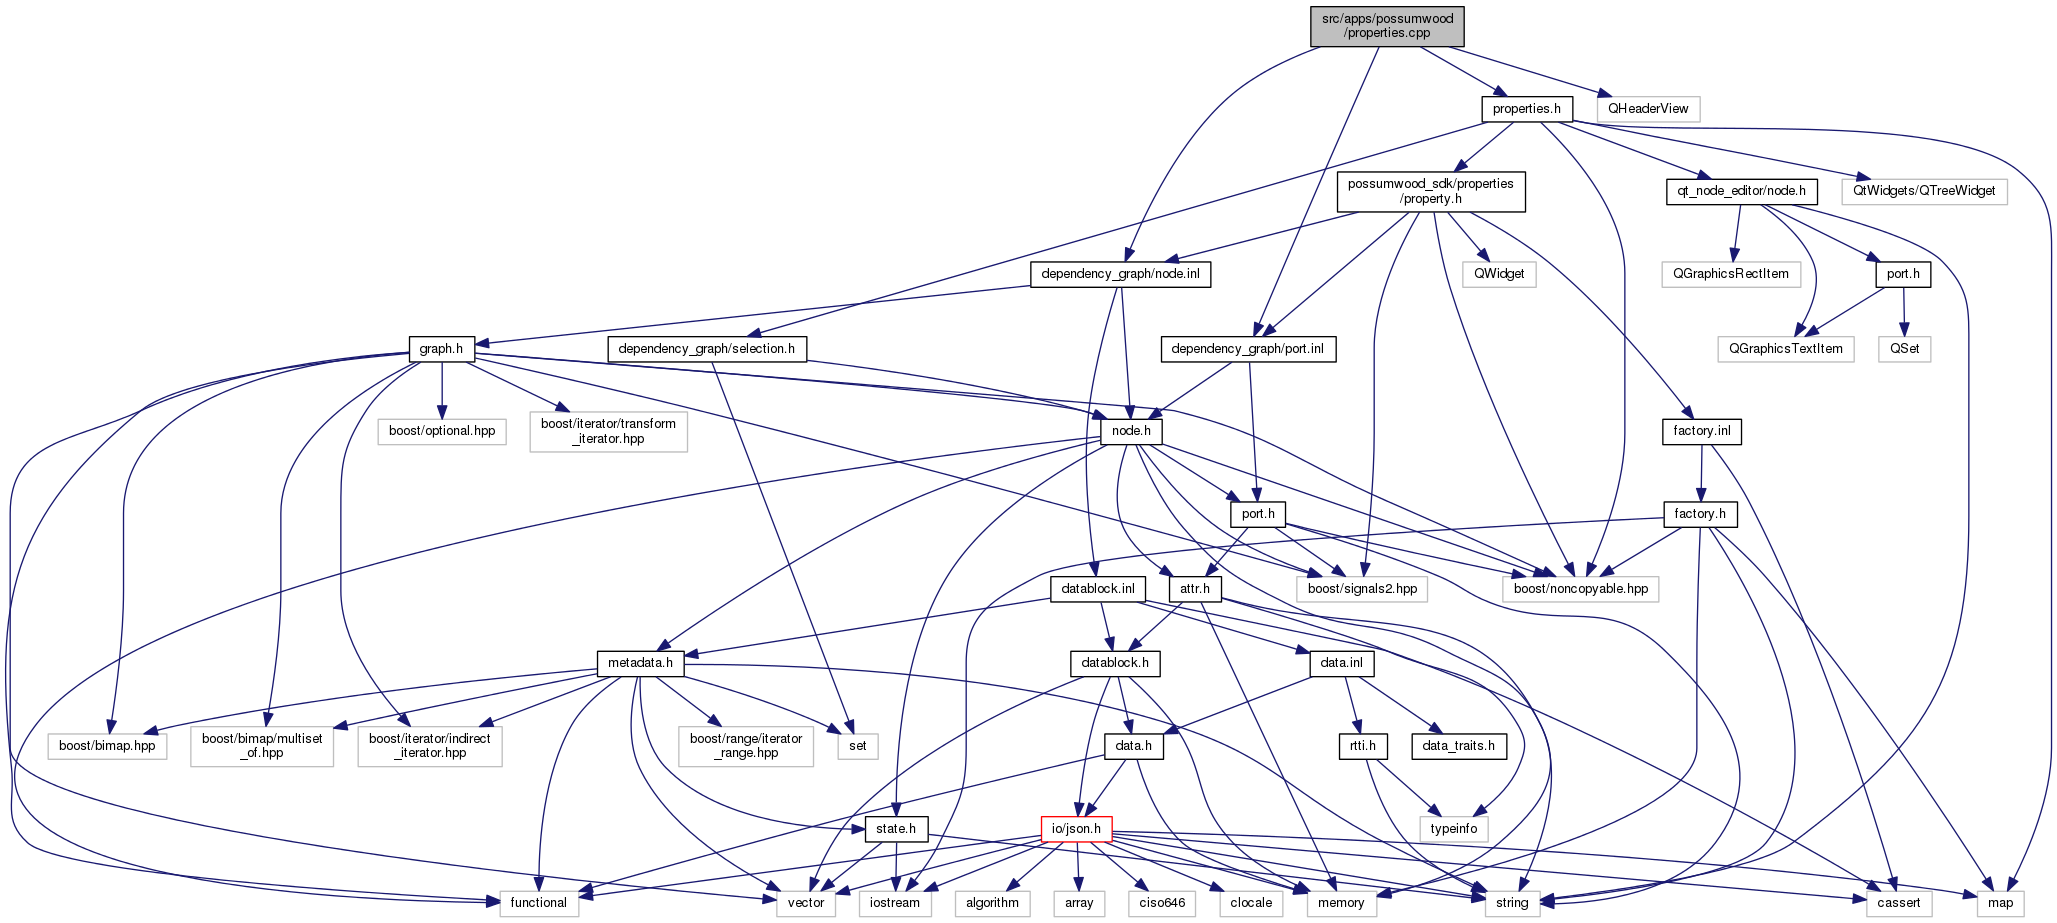 src/apps/possumwood
/properties.cpp
properties.h
QHeaderView
possumwood_sdk/properties
/property.h
qt_node_editor/node.h
QtWidgets/QTreeWidget
dependency_graph/node.inl
QWidget
QGraphicsRectItem
port.h
graph.h
dependency_graph/selection.h
dependency_graph/port.inl
QGraphicsTextItem
QSet
boost/optional.hpp
boost/iterator/transform
_iterator.hpp
node.h
factory.inl
port.h
factory.h
datablock.inl
attr.h
boost/signals2.hpp
boost/noncopyable.hpp
metadata.h
datablock.h
data.inl
boost/bimap.hpp
boost/bimap/multiset
_of.hpp
boost/iterator/indirect
_iterator.hpp
boost/range/iterator
_range.hpp
set
data.h
rtti.h
data_traits.h
state.h
io/json.h
typeinfo
functional
vector
iostream
algorithm
array
ciso646
clocale
memory
string
cassert
map